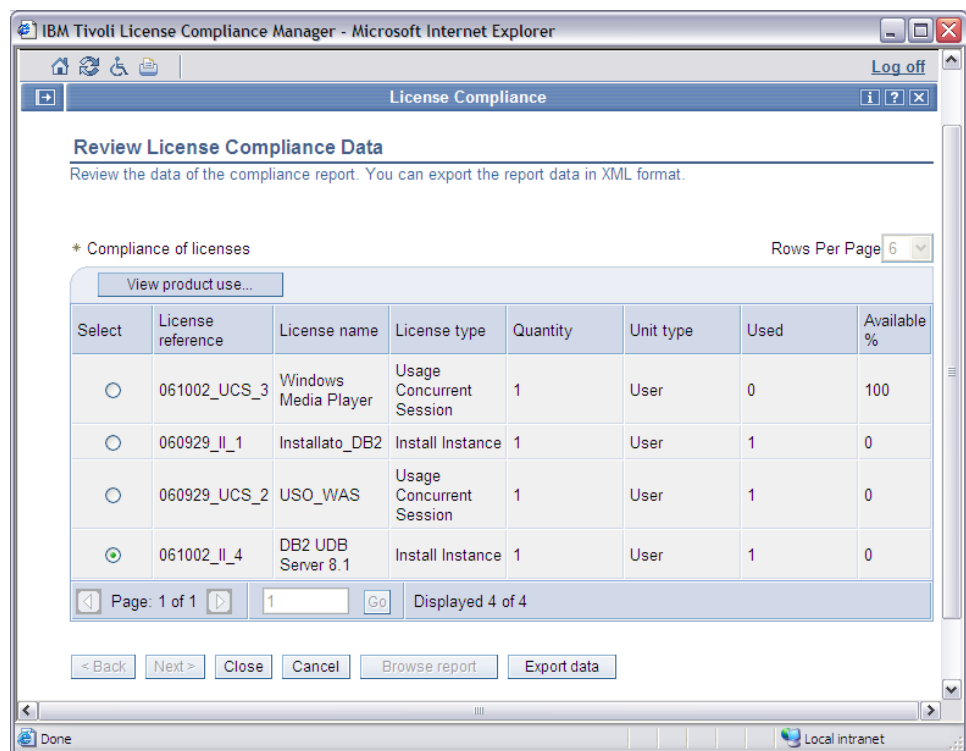 IBM Tivoli License Compliance Manager - Microsoft Internet Explorer
Log off
License Compliance
i ?
Review License Compliance Data
Review the data of the compliance report. You can export the report data in XML format.
* Compliance of licenses
Rows Per Page 6
View product use...
Select License reference License name License type Quantity Unit type Used Available %
061002_UCS_3 Windows Media Player Usage Concurrent Session 1 User 0 100
060929_II_1 Installato_DB2 Install Instance 1 User 1 0
060929_UCS_2 USO_WAS Usage Concurrent Session 1 User 1 0
061002_II_4 DB2 UDB Server 8.1 Install Instance 1 User 1 0
Page: 1 of 1 1 Go Displayed 4 of 4
< Back Next > Close Cancel Browse report Export data
Done Local intranet